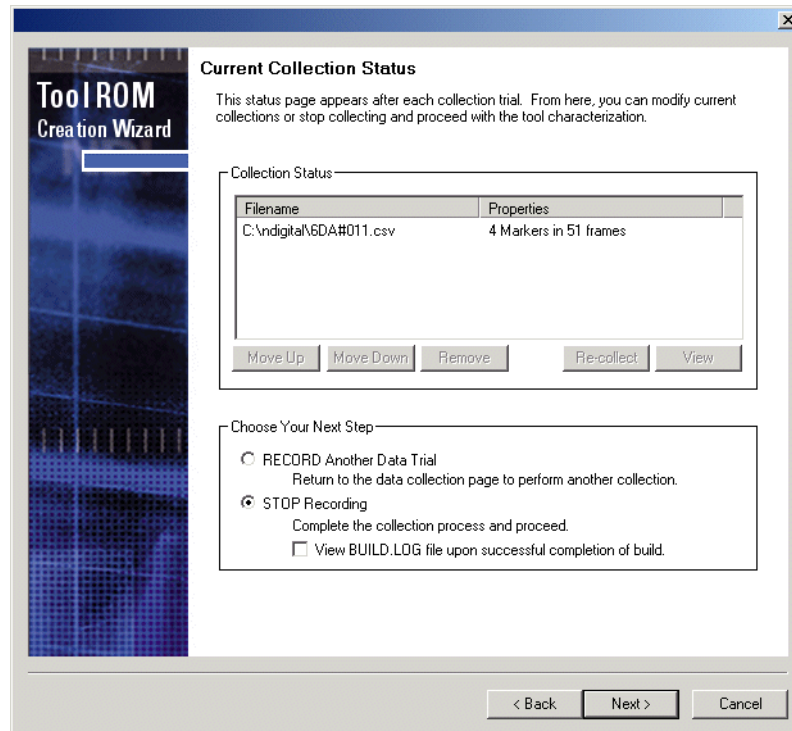 Tool ROM
Creation Wizard
Current Collection Status
This status page appears after each collection trial. From here, you can modify current
collections or stop collecting and proceed with the tool characterization.
Collection Status
Filename Properties
C:\ndigital\6DA#011.csv 4 Markers in 51 frames
Move Up Move Down Remove Re-collect View
Choose Your Next Step
RECORD Another Data Trial
Return to the data collection page to perform another collection.
STOP Recording
Complete the collection process and proceed.
View BUILD.LOG file upon successful completion of build.
< Back Next > Cancel